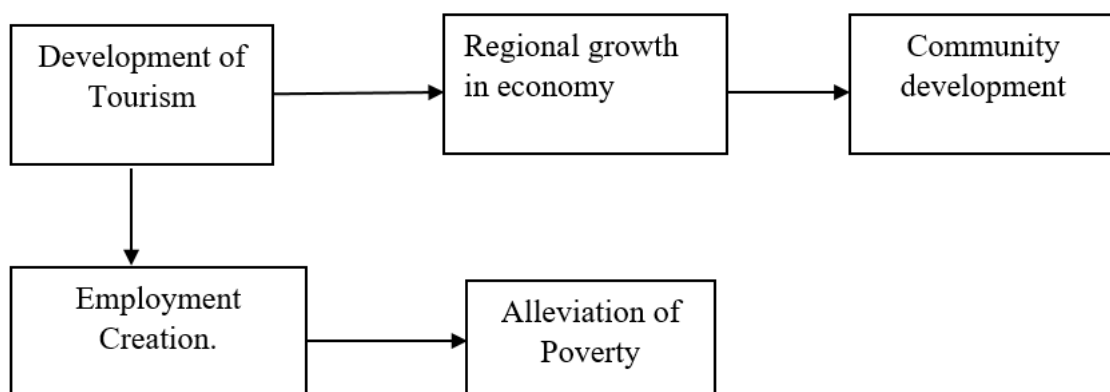 Development of
Tourism
Regional growth
in economy
Community
development
Employment
Creation.
Alleviation of
Poverty